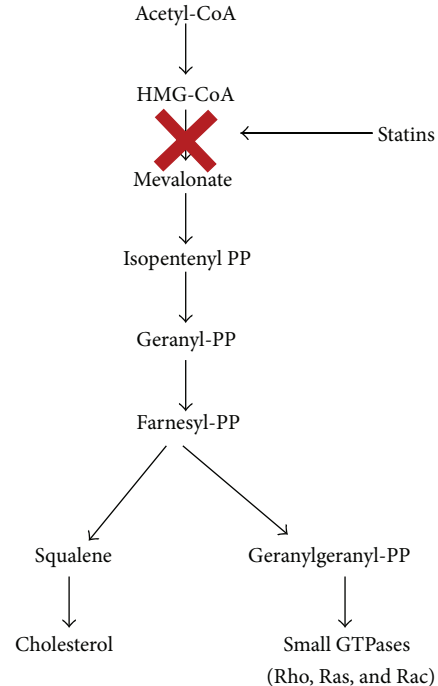 Acetyl-CoA
HMG-CoA
Statins
Mevalonate
Isopentenyl PP
Geranyl-PP
Farnesyl-PP
Squalene
Geranylgeranyl-PP
Cholesterol
Small GTPases
(Rho, Ras, and Rac)